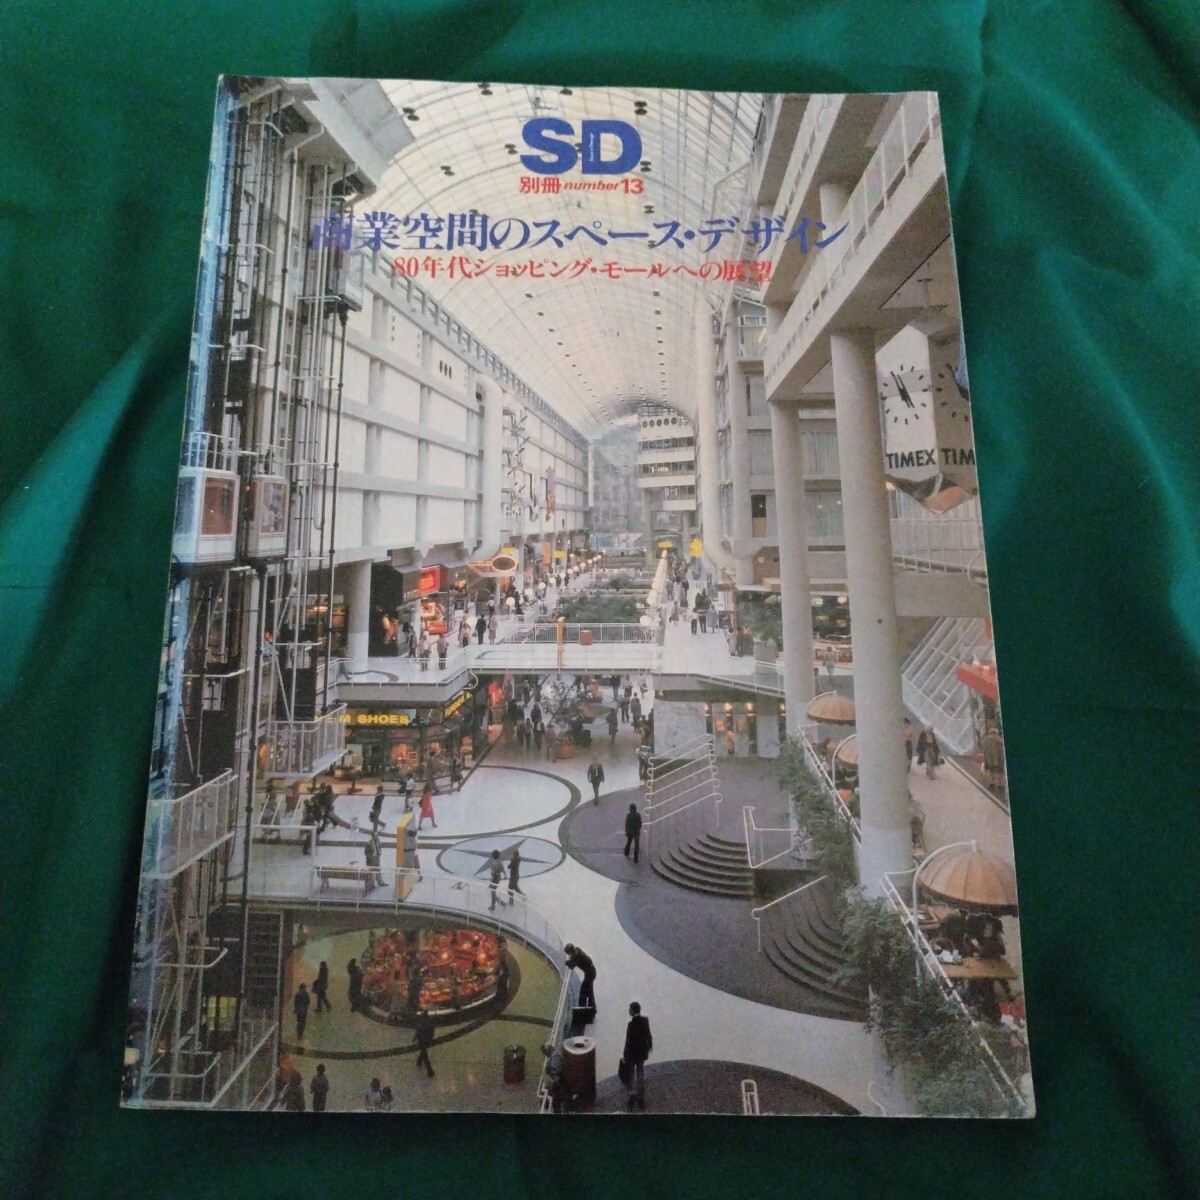 SD
別冊 number 13
商業空間のスペース・デザイン
80年代ショッピング・モールへの展望
TIMEX TIM
SHOES
N